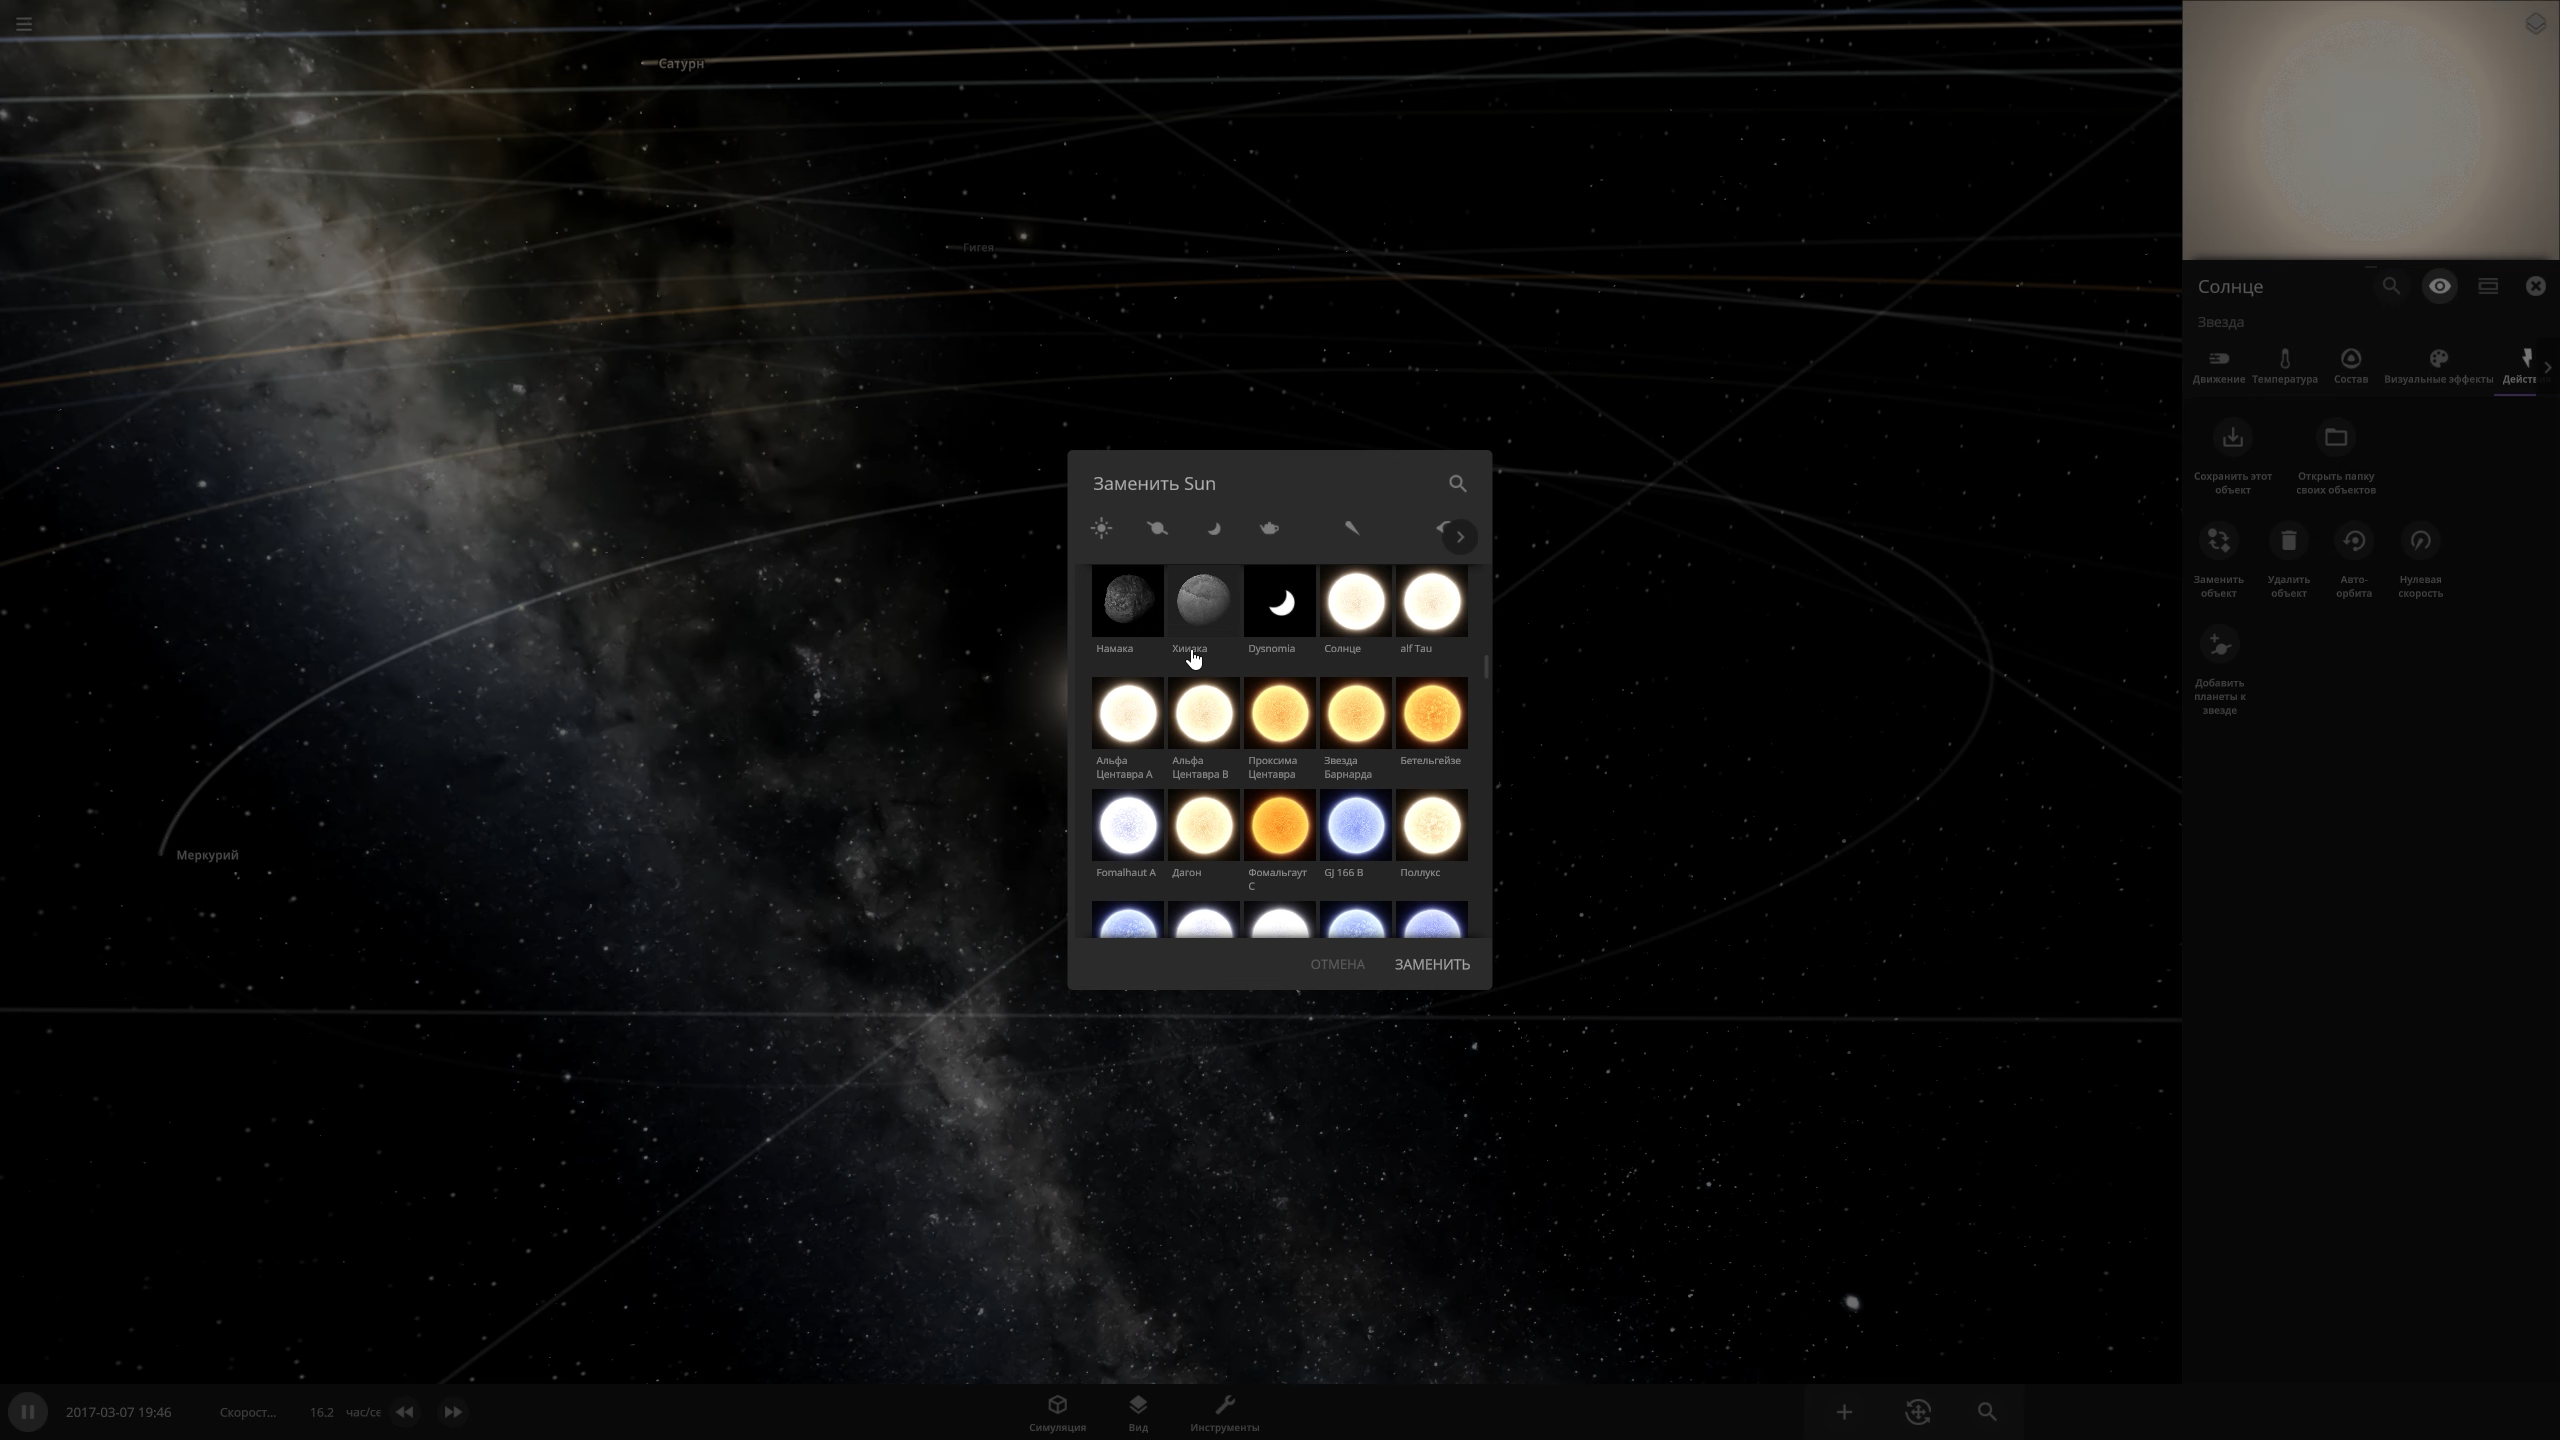 Сатурн
Гигея
Меркурий
Солнце
Звезда
Движение
Температура
Состав
Визуальные эффекты
Сохранить этот
объект
Открыть папку
своих объектов
Заменить
объект
Удалить
объект
Авто-
орбита
Нулевая
скорость
Добавить
планеты к
звезде
Заменить Sun
Намака
Dysnomia
Солнце
alf Tau
Альфа
Центавра A
Альфа
Центавра B
Проксима
Центавра
Звезда
Барнарда
Бетельгейзе
Fomalhaut A
Дагон
Фомальгаут
C
GJ 166 B
Поллукс
ОТМЕНА
ЗАМЕНИТЬ
2017-03-07 19:46
Скорост...
16.2
час/се
Симуляция
Вид
Инструменты